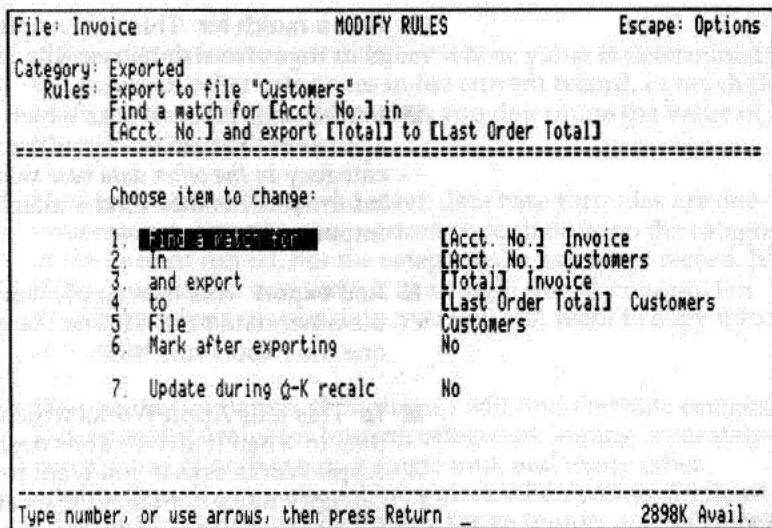 File: Invoice MODIFY RULES Escape: Options
Category: Exported
Rules: Export to file "Customers"
Find a match for [Acct. No.] in
[Acct. No.] and export [Total] to [Last Order Total]
Choose item to change:
1. Find a match for [Acct. No.] Invoice
2. In [Acct. No.] Customers
3. and export [Total] Invoice
4. to [Last Order Total] Customers
5. File Customers
6. Mark after exporting No
7. Update during -K recalc No
Type number, or use arrows, then press Return _ 2898K Avail.